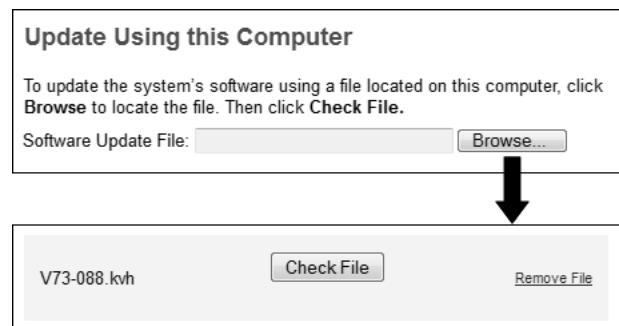 Update Using this Computer
To update the system's software using a file located on this computer, click
Browse to locate the file. Then click Check File.
Software Update File: Browse...
V73-088.kvh Check File Remove File